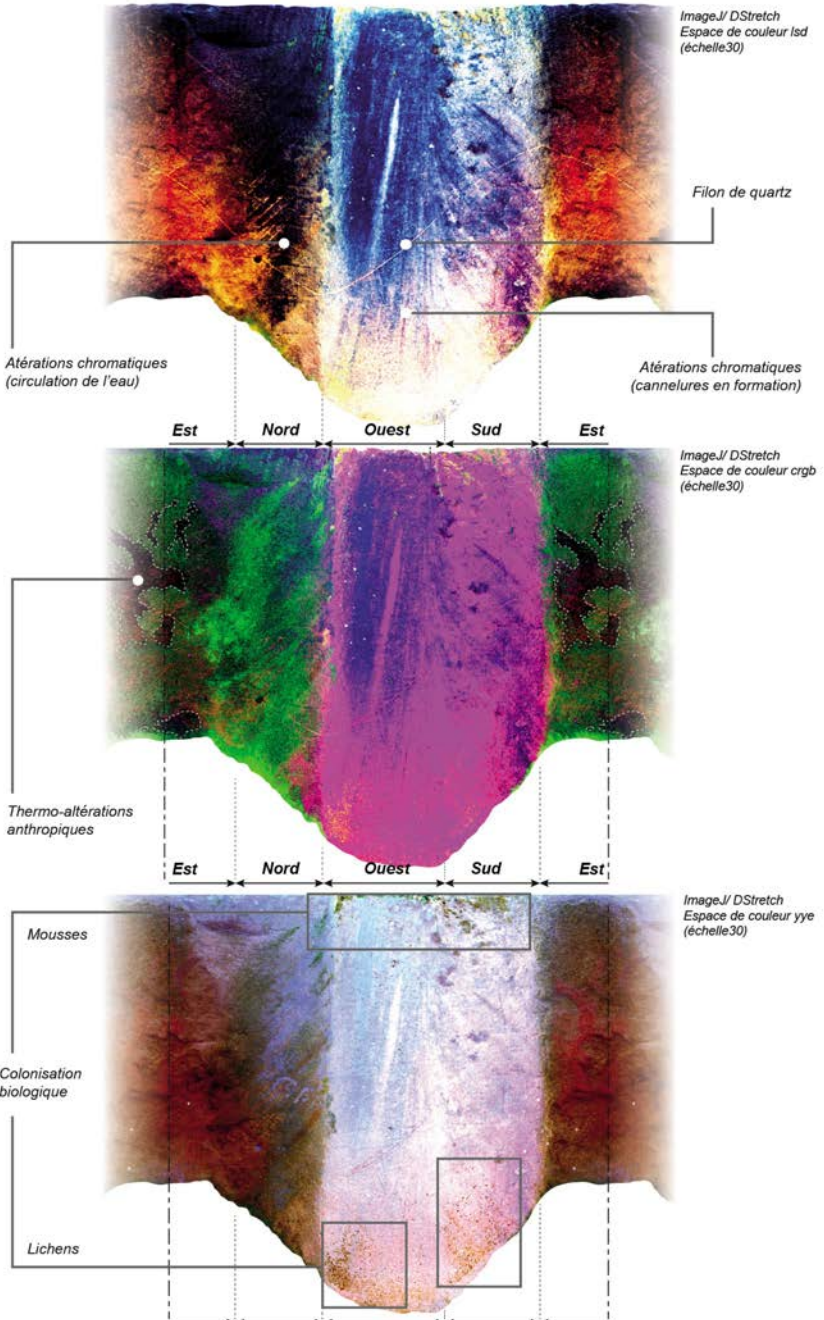 ImageJ/ DStretch
Espace de couleur lsd
(échelle30)
Filon de quartz
Atérations chromatiques
(circulation de l'eau)
Atérations chromatiques
(cannelures en formation)
Est Nord Ouest Sud Est
ImageJ/ DStretch
Espace de couleur crgb
(échelle30)
Thermo-altérations
anthropiques
Est Nord Ouest Sud Est
ImageJ/ DStretch
Espace de couleur yye
(échelle30)
Mousses
Colonisation
biologique
Lichens